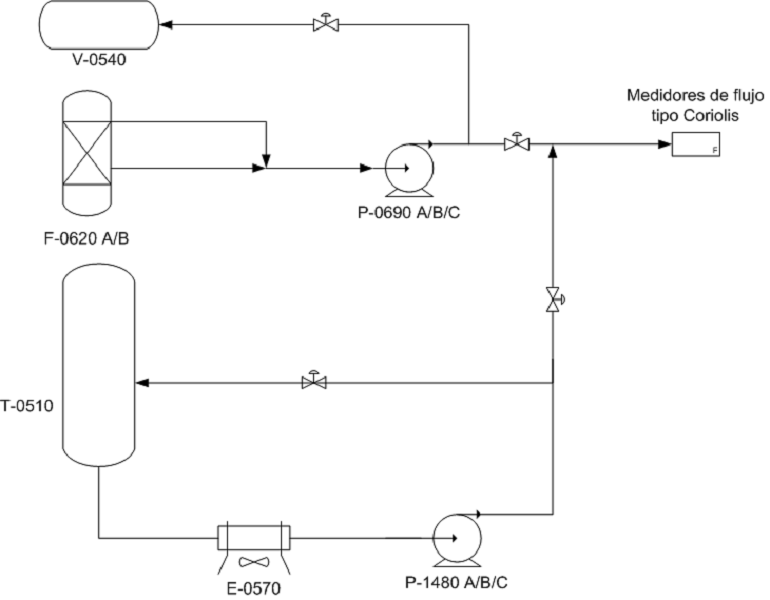 V-0540
Medidores de flujo
tipo Coriolis
F
P-0690 A/B/C
F-0620 A/B
T-0510
E-0570
P-1480 A/B/C